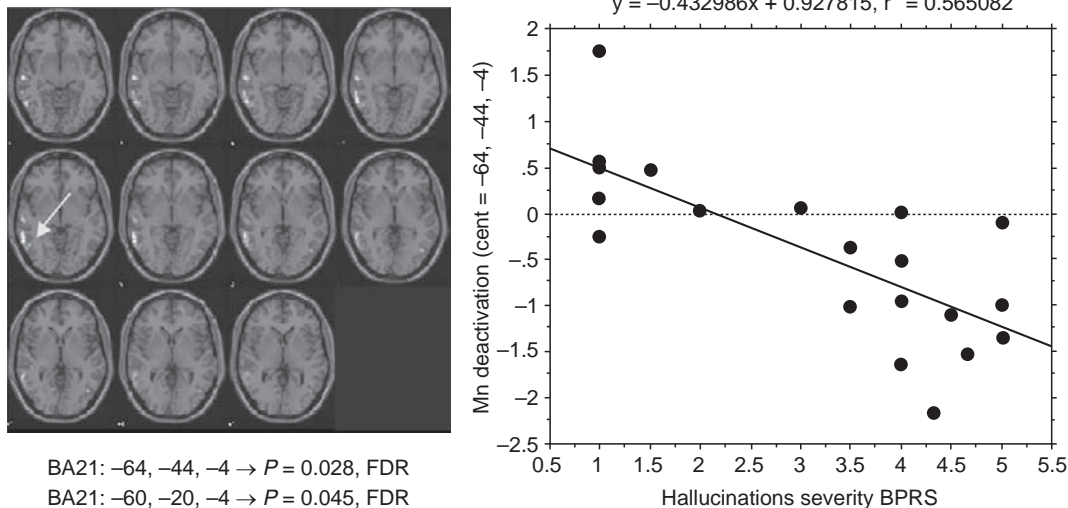 y = –0.432986x + 0.927815, r = 0.565082
Mn deactivation (cent = –64, –44, –4)
2
1.5
1
.5
0
–.5
–1
–1.5
–2
–2.5
0.5 1 1.5 2 2.5 3 3.5 4 4.5 5 5.5
Hallucinations severity BPRS
BA21: –64, –44, –4 → P = 0.028, FDR
BA21: –60, –20, –4 → P = 0.045, FDR